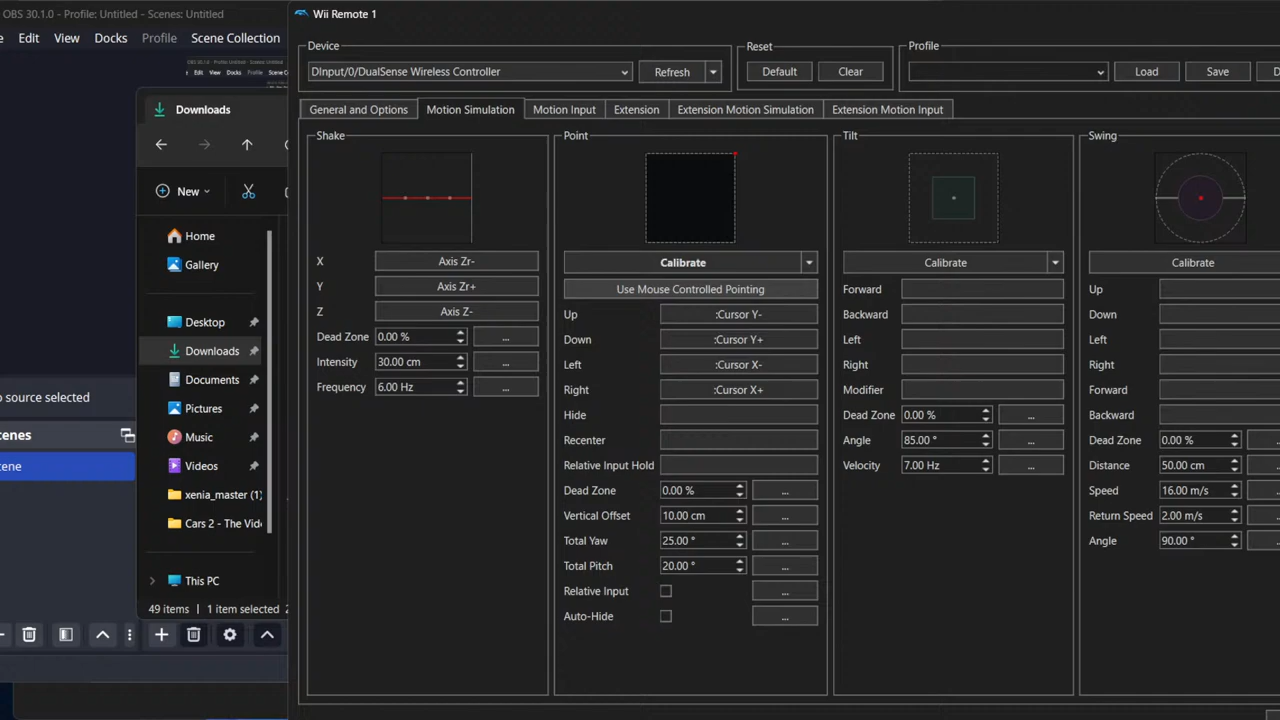 OBS 30.1.0 - Profile: Untitled - Scenes: Untitled
Edit View Docks Profile Scene Collection
Downloads
New
Home
Gallery
Desktop
Downloads
Documents
Pictures
Music
Videos
xenia_master (1)
Cars 2 - The Vide
This PC
49 items 1 item selected
o source selected
cenes
cene
Wii Remote 1
Device
DInput/0/DualSense Wireless Controller
Refresh
Reset
Default Clear
Profile
Load Save D
General and Options Motion Simulation Motion Input Extension Extension Motion Simulation Extension Motion Input
Shake
X Axis Zr-
Y Axis Zr+
Z Axis Z-
Dead Zone 0.00 % ...
Intensity 30.00 cm ...
Frequency 6.00 Hz ...
Point
Calibrate
Use Mouse Controlled Pointing
Up :Cursor Y-
Down :Cursor Y+
Left :Cursor X-
Right :Cursor X+
Hide
Recenter
Relative Input Hold
Dead Zone 0.00 % ...
Vertical Offset 10.00 cm ...
Total Yaw 25.00 ° ...
Total Pitch 20.00 ° ...
Relative Input ...
Auto-Hide ...
Tilt
Calibrate
Forward
Backward
Left
Right
Modifier
Dead Zone 0.00 % ...
Angle 85.00 ° ...
Velocity 7.00 Hz ...
Swing
Calibrate
Up
Down
Left
Right
Forward
Backward
Dead Zone 0.00 %
Distance 50.00 cm
Speed 16.00 m/s
Return Speed 2.00 m/s
Angle 90.00 °